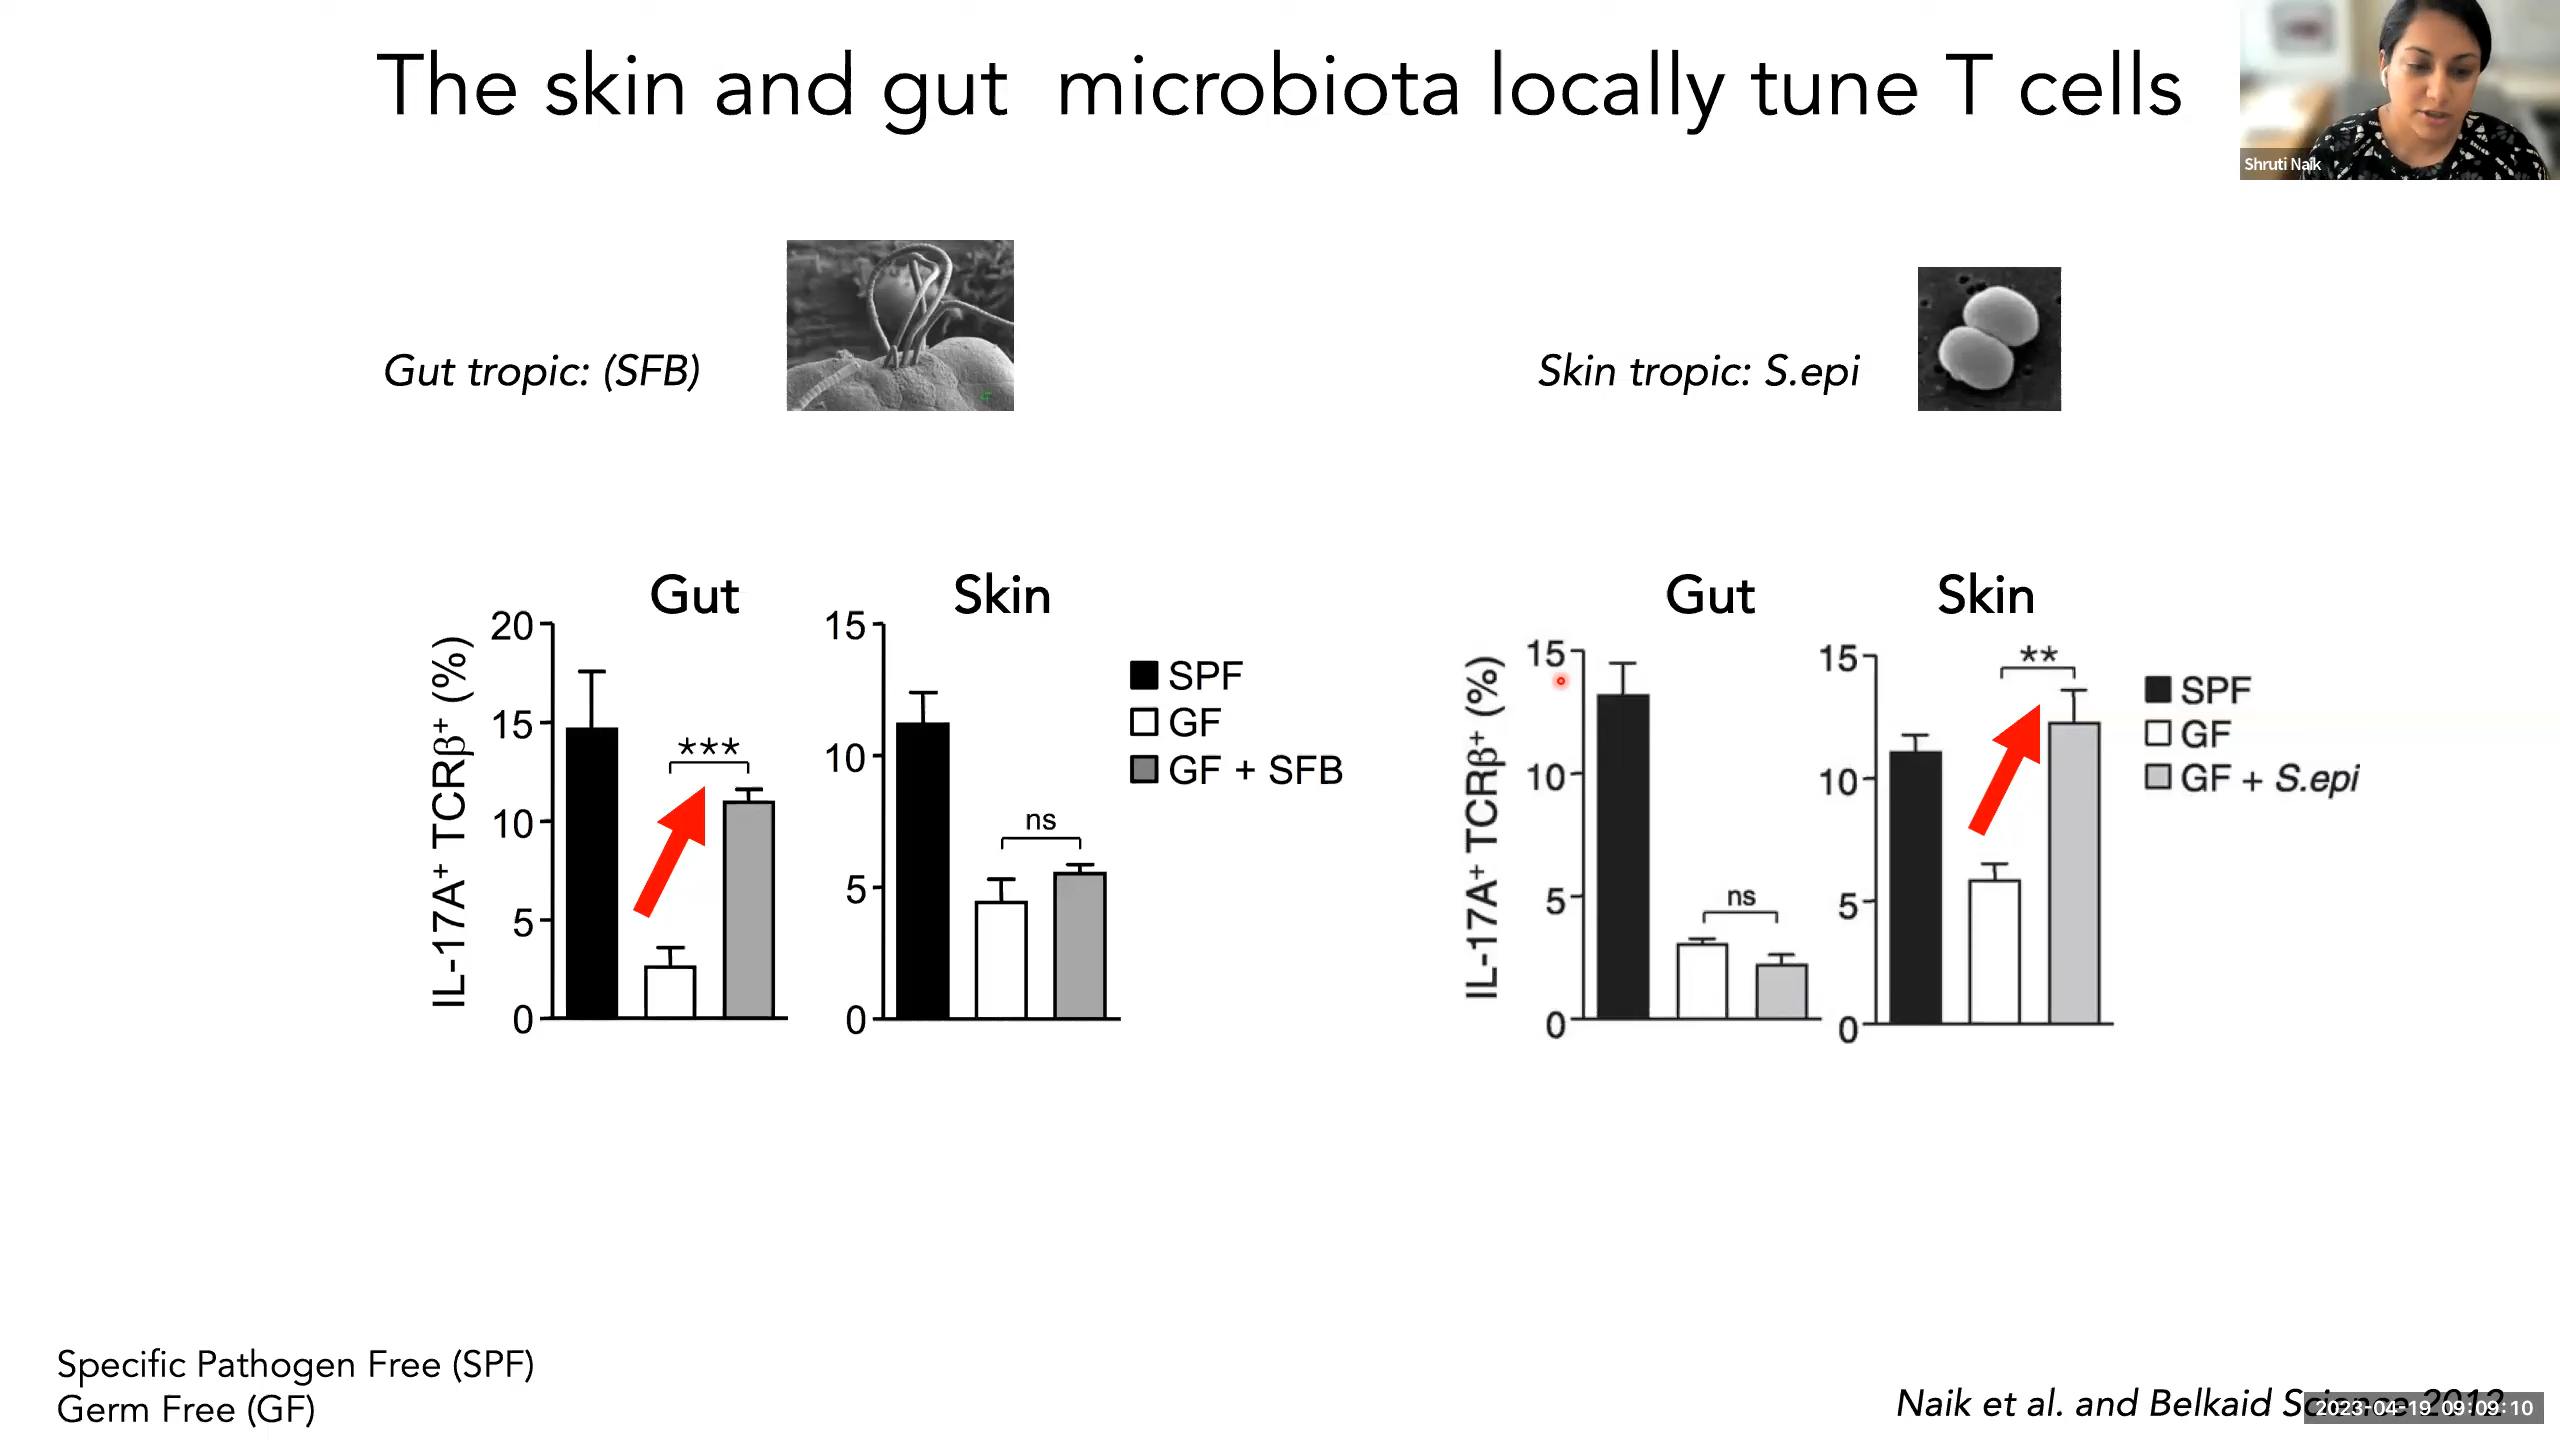 The skin and gut  microbiota locally tune T cells
Shruti Naik
Gut tropic: (SFB)
Skin tropic: S.epi
Gut
Skin
IL-17A⁺ TCRβ⁺ (%)
20
15
10
5
0
***
15
10
5
0
ns
SPF
GF
GF + SFB
Gut
Skin
IL-17A⁺ TCRβ⁺ (%)
15
10
5
0
ns
15
10
5
0
**
SPF
GF
GF + S.epi
Specific Pathogen Free (SPF)
Germ Free (GF)
Naik et al. and Belkaid Science 2012
2023-04-19 09:09:10